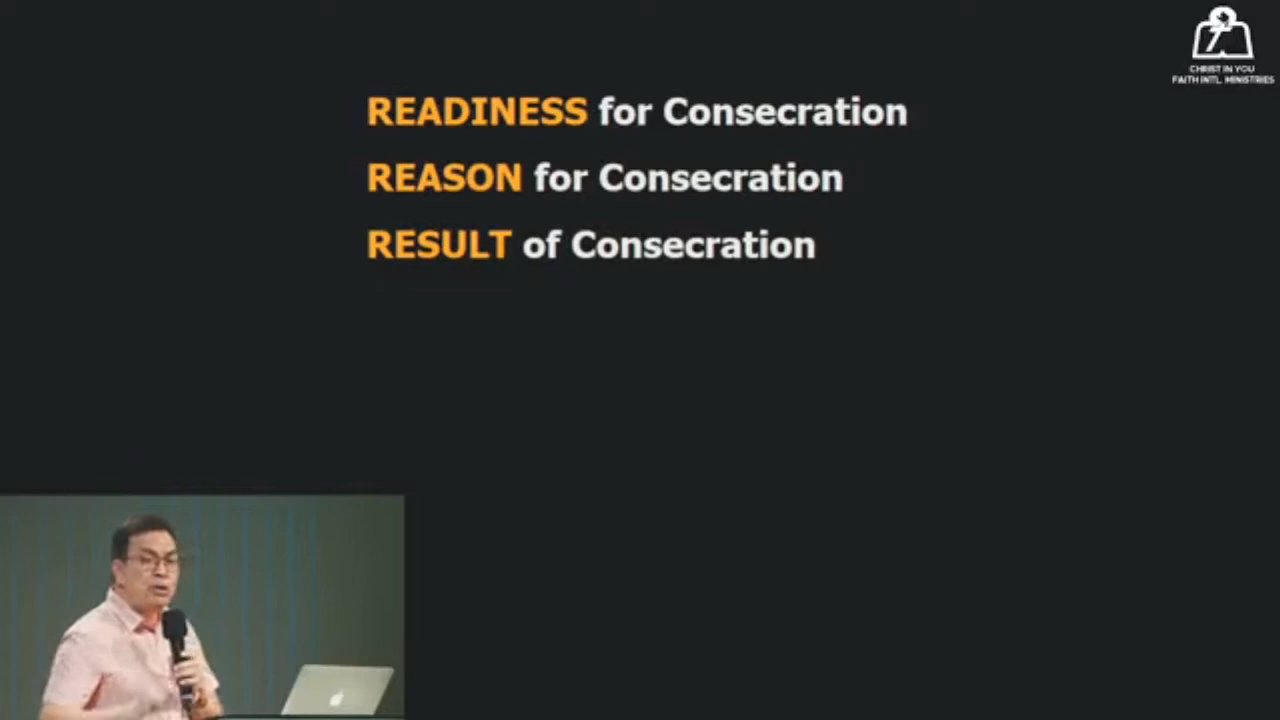 CHRIST IN YOU
FAITH INTL. MINISTRIES
READINESS for Consecration
REASON for Consecration
RESULT of Consecration